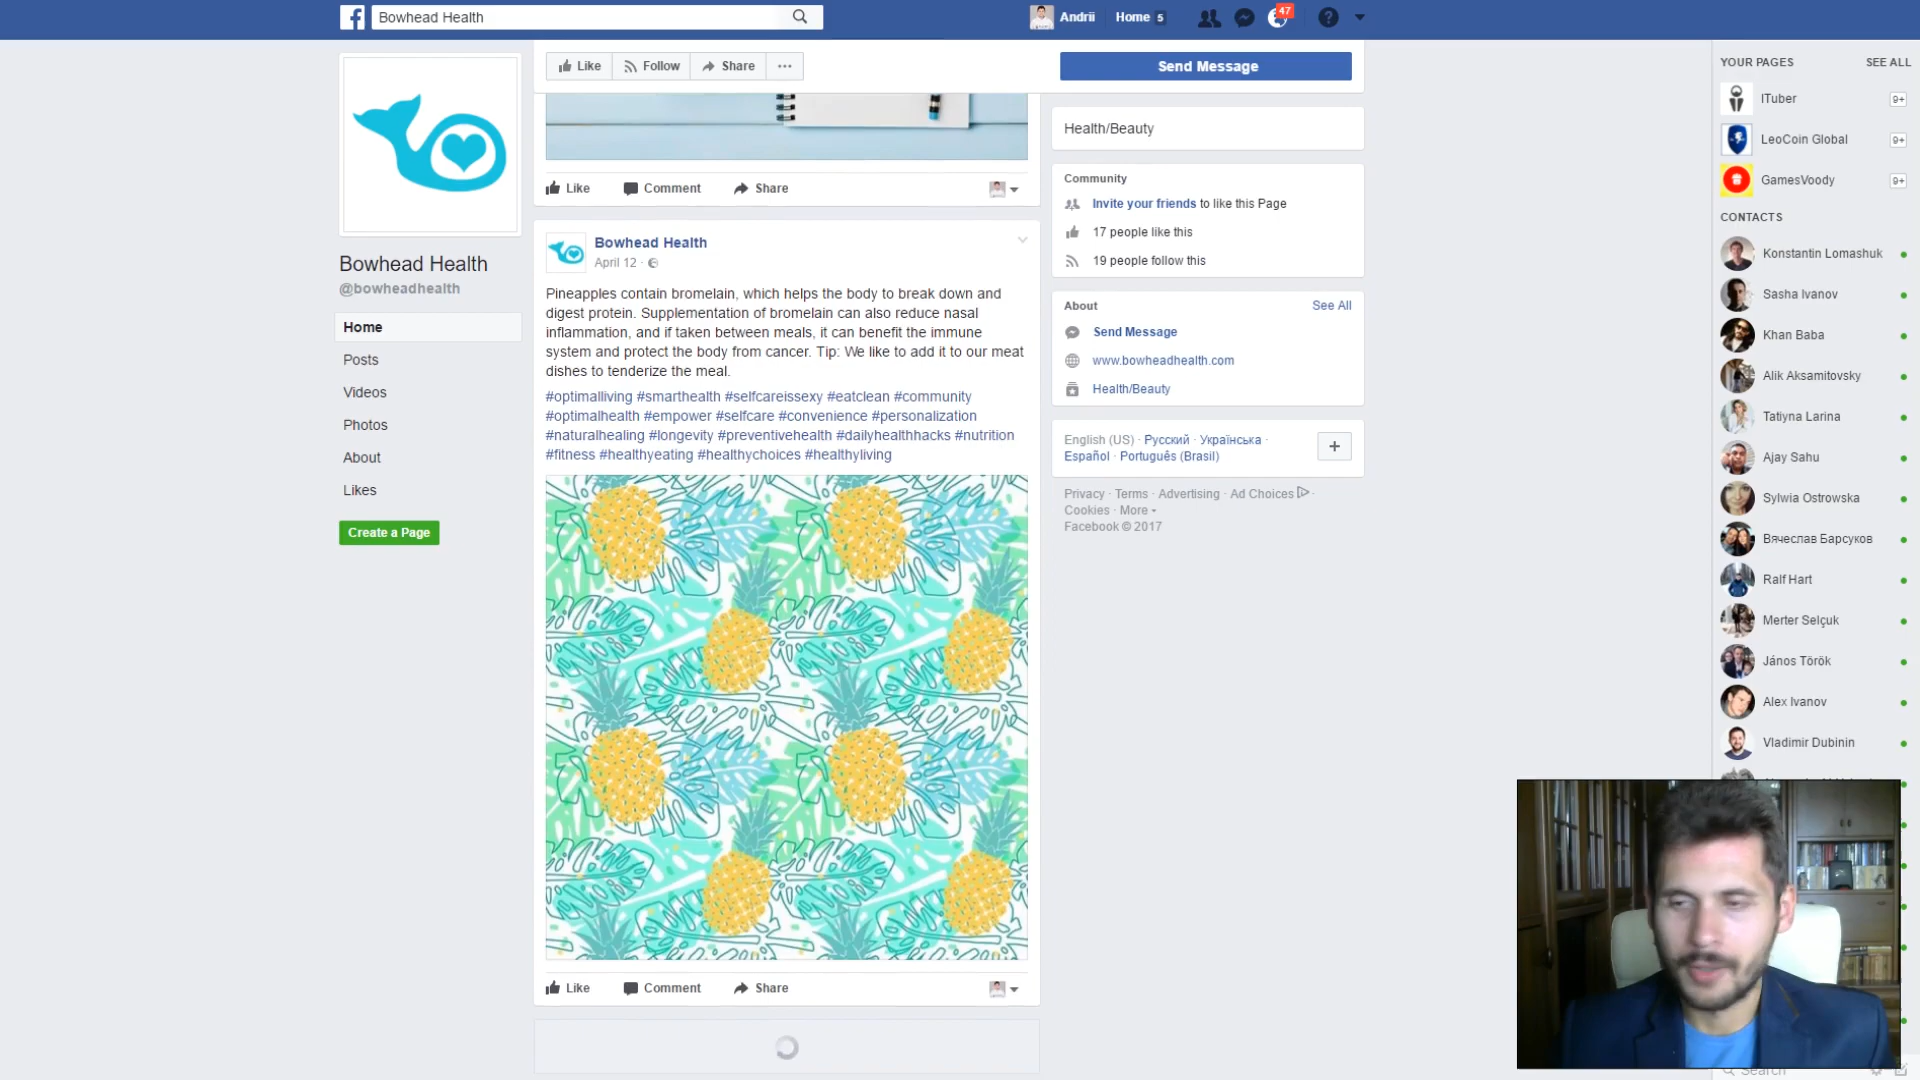 Bowhead Health
Andrii
Home 5
47
Like
Follow
Share
Send Message
Like
Comment
Share
Bowhead Health
@bowheadhealth
Home
Posts
Videos
Photos
About
Likes
Create a Page
Bowhead Health
April 12 ·
Pineapples contain bromelain, which helps the body to break down and
digest protein. Supplementation of bromelain can also reduce nasal
inflammation, and if taken between meals, it can benefit the immune
system and protect the body from cancer. Tip: We like to add it to our meat
dishes to tenderize the meal.
#optimalliving #smarthealth #selfcareissexy #eatclean #community
#optimalhealth #empower #selfcare #convenience #personalization
#naturalhealing #longevity #preventivehealth #dailyhealthhacks #nutrition
#fitness #healthyeating #healthychoices #healthyliving
Like
Comment
Share
Health/Beauty
Community
Invite your friends to like this Page
17 people like this
19 people follow this
About
See All
Send Message
www.bowheadhealth.com
Health/Beauty
English (US) · Русский · Українська ·
Español · Português (Brasil)
Privacy · Terms · Advertising · Ad Choices ·
Cookies · More
Facebook © 2017
YOUR PAGES
SEE ALL
ITuber
9+
LeoCoin Global
9+
GamesVoody
9+
CONTACTS
Konstantin Lomashuk
Sasha Ivanov
Khan Baba
Alik Aksamitovsky
Tatiyna Larina
Ajay Sahu
Sylwia Ostrowska
Вячеслав Барсуков
Ralf Hart
Merter Selçuk
János Török
Alex Ivanov
Vladimir Dubinin
Search